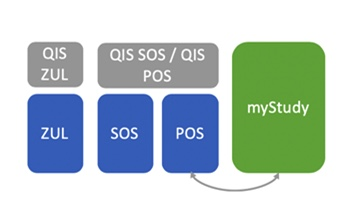 QIS
ZUL
QIS SOS / QIS
POS
ZUL
SOS
POS
myStudy